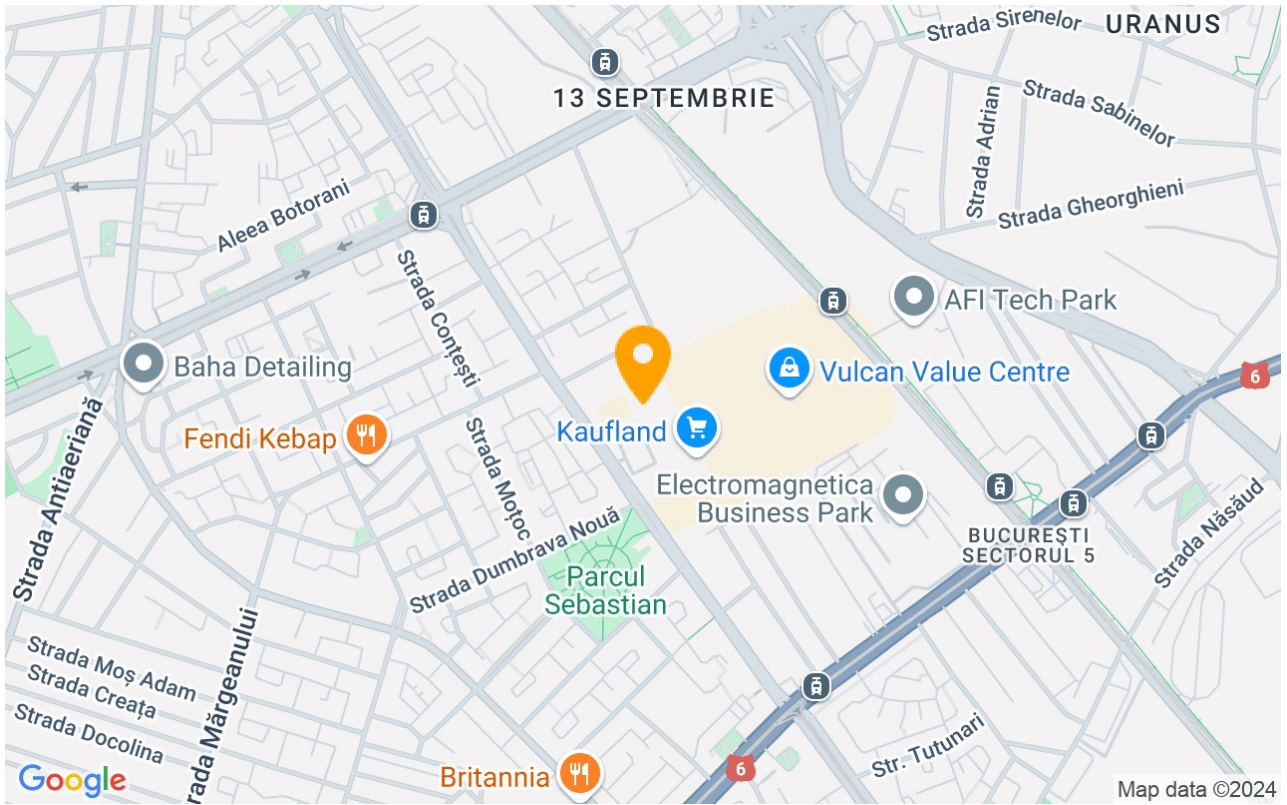 Strada Sirenelor
URANUS
13 SEPTEMBRIE
Strada Sabinelor
Strada Adrian
Aleea Botorani
Strada Gheorghieni
Strada Conțești
AFI Tech Park
Baha Detailing
Vulcan Value Centre
6
Strada Antiaeriană
Fendi Kebap
Kaufland
Strada Moțoc
Electromagnetica
Business Park
BUCUREȘTI
SECTORUL 5
Strada Năsăud
Strada Dumbrava Nouă
Parcul
Sebastian
Strada Moș Adam
Strada Creața
Strada Docolina
Strada Mărgeanului
Str. Tutunari
Britannia
6
Google
Map data ©2024